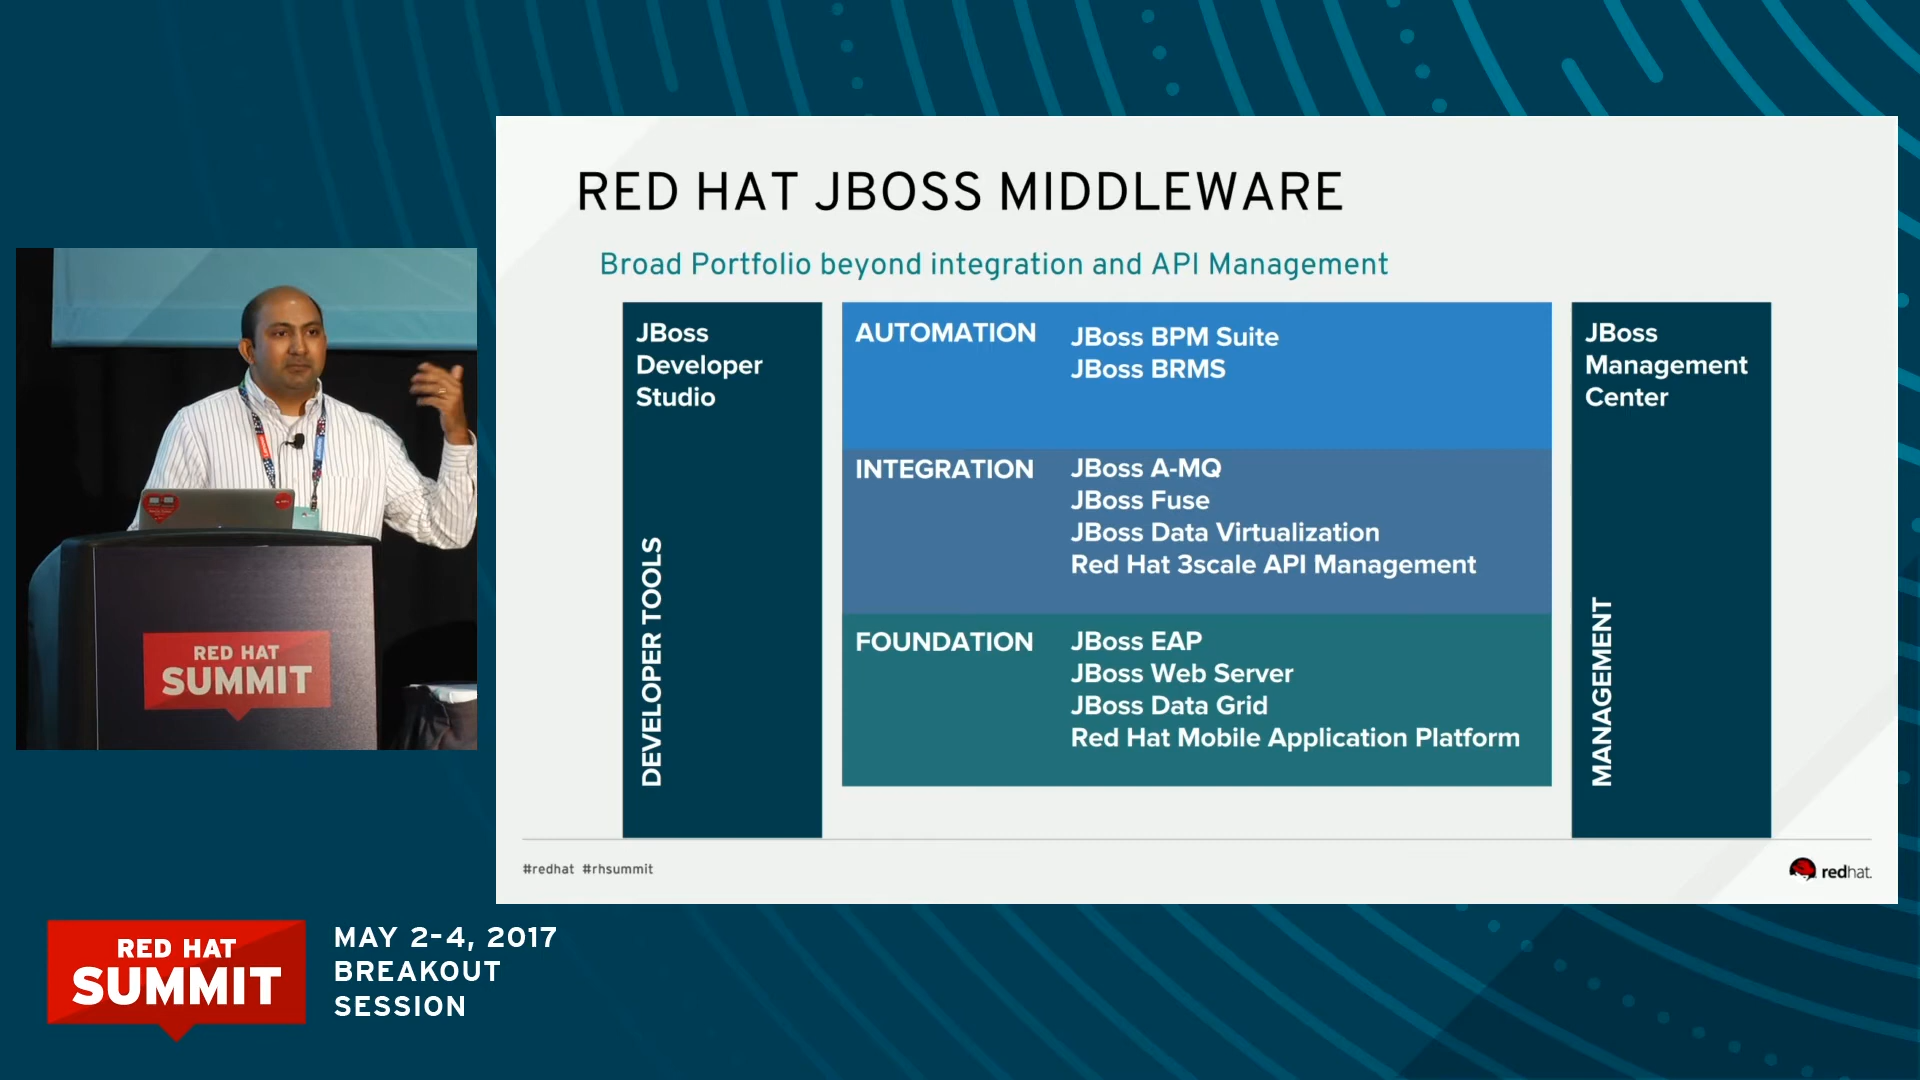 RED HAT JBOSS MIDDLEWARE
Broad Portfolio beyond integration and API Management
JBoss
Developer
Studio
DEVELOPER TOOLS
AUTOMATION
JBoss BPM Suite
JBoss BRMS
INTEGRATION
JBoss A-MQ
JBoss Fuse
JBoss Data Virtualization
Red Hat 3scale API Management
FOUNDATION
JBoss EAP
JBoss Web Server
JBoss Data Grid
Red Hat Mobile Application Platform
JBoss
Management
Center
MANAGEMENT
#redhat #rhsummit
redhat.
RED HAT
SUMMIT
RED HAT
SUMMIT
MAY 2-4, 2017
BREAKOUT
SESSION